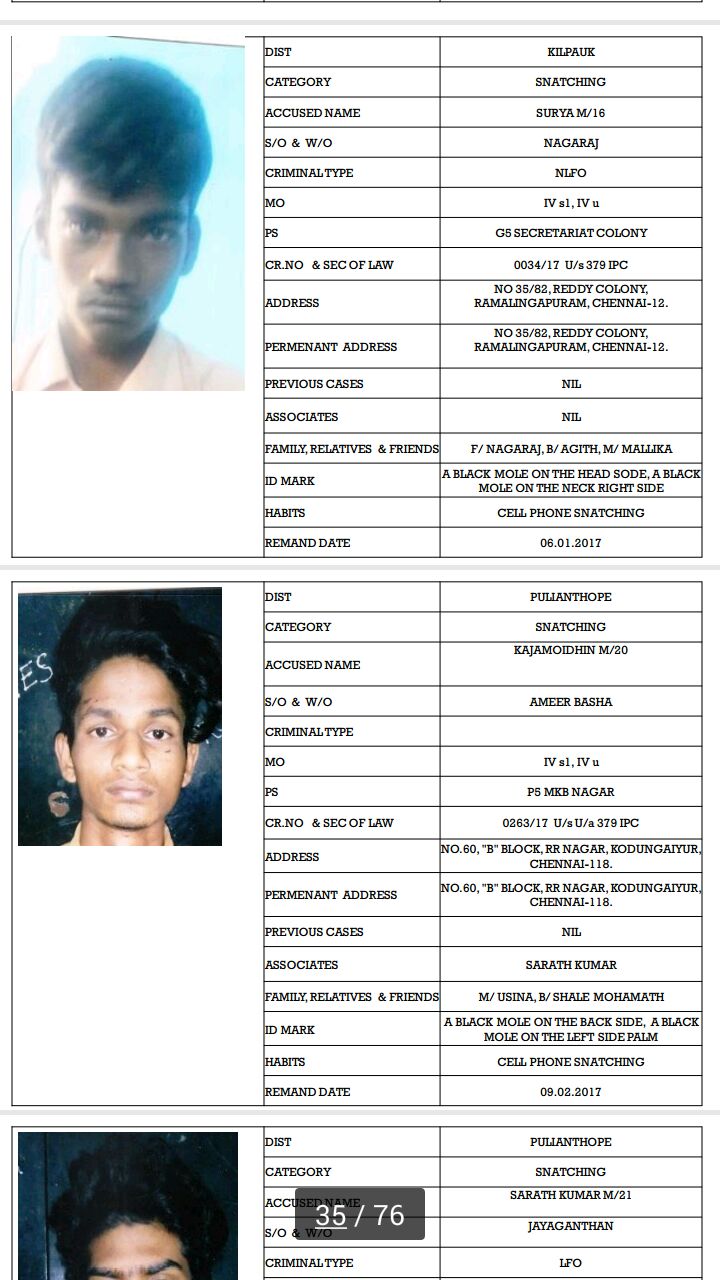 DIST KILPAUK
CATEGORY SNATCHING
ACCUSED NAME SURYA M/16
S/O & W/O NAGARAJ
CRIMINAL TYPE NLFO
MO IV s1, IV u
PS G5 SECRETARIAT COLONY
CR.NO & SEC OF LAW 0034/17 U/s 379 IPC
ADDRESS NO 35/82, REDDY COLONY,
RAMALINGAPURAM, CHENNAI-12.
PERMENANT ADDRESS NO 35/82, REDDY COLONY,
RAMALINGAPURAM, CHENNAI-12.
PREVIOUS CASES NIL
ASSOCIATES NIL
FAMILY, RELATIVES & FRIENDS F/ NAGARAJ, B/ AGITH, M/ MALLIKA
ID MARK A BLACK MOLE ON THE HEAD SODE, A BLACK
MOLE ON THE NECK RIGHT SIDE
HABITS CELL PHONE SNATCHING
REMAND DATE 06.01.2017
DIST PULIANTHOPE
CATEGORY SNATCHING
ACCUSED NAME KAJAMOIDHIN M/20
S/O & W/O AMEER BASHA
CRIMINAL TYPE
MO IV s1, IV u
PS P5 MKB NAGAR
CR.NO & SEC OF LAW 0263/17 U/s U/a 379 IPC
ADDRESS NO.60, "B" BLOCK, RR NAGAR, KODUNGAIYUR,
CHENNAI-118.
PERMENANT ADDRESS NO.60, "B" BLOCK, RR NAGAR, KODUNGAIYUR,
CHENNAI-118.
PREVIOUS CASES NIL
ASSOCIATES SARATH KUMAR
FAMILY, RELATIVES & FRIENDS M/ USINA, B/ SHALE MOHAMATH
ID MARK A BLACK MOLE ON THE BACK SIDE, A BLACK
MOLE ON THE LEFT SIDE PALM
HABITS CELL PHONE SNATCHING
REMAND DATE 09.02.2017
DIST PULIANTHOPE
CATEGORY SNATCHING
ACCUSED NAME SARATH KUMAR M/21
35 / 76
S/O & W/O JAYAGANTHAN
CRIMINAL TYPE LFO